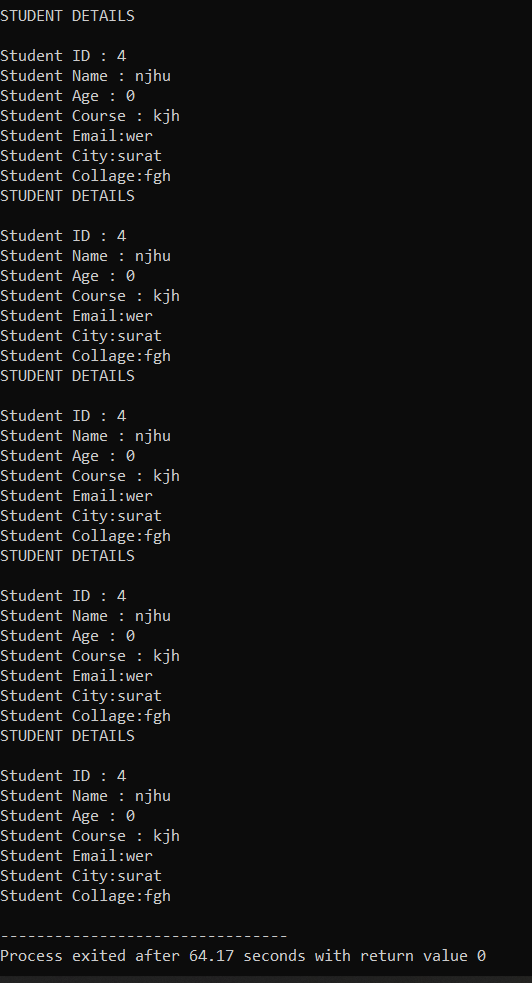 STUDENT DETAILS
Student ID : 4
Student Name : njhu
Student Age : 0
Student Course : kjh
Student Email:wer
Student City:surat
Student Collage:fgh
STUDENT DETAILS
Student ID : 4
Student Name : njhu
Student Age : 0
Student Course : kjh
Student Email:wer
Student City:surat
Student Collage:fgh
STUDENT DETAILS
Student ID : 4
Student Name : njhu
Student Age : 0
Student Course : kjh
Student Email:wer
Student City:surat
Student Collage:fgh
STUDENT DETAILS
Student ID : 4
Student Name : njhu
Student Age : 0
Student Course : kjh
Student Email:wer
Student City:surat
Student Collage:fgh
STUDENT DETAILS
Student ID : 4
Student Name : njhu
Student Age : 0
Student Course : kjh
Student Email:wer
Student City:surat
Student Collage:fgh
--------------------------------
Process exited after 64.17 seconds with return value 0